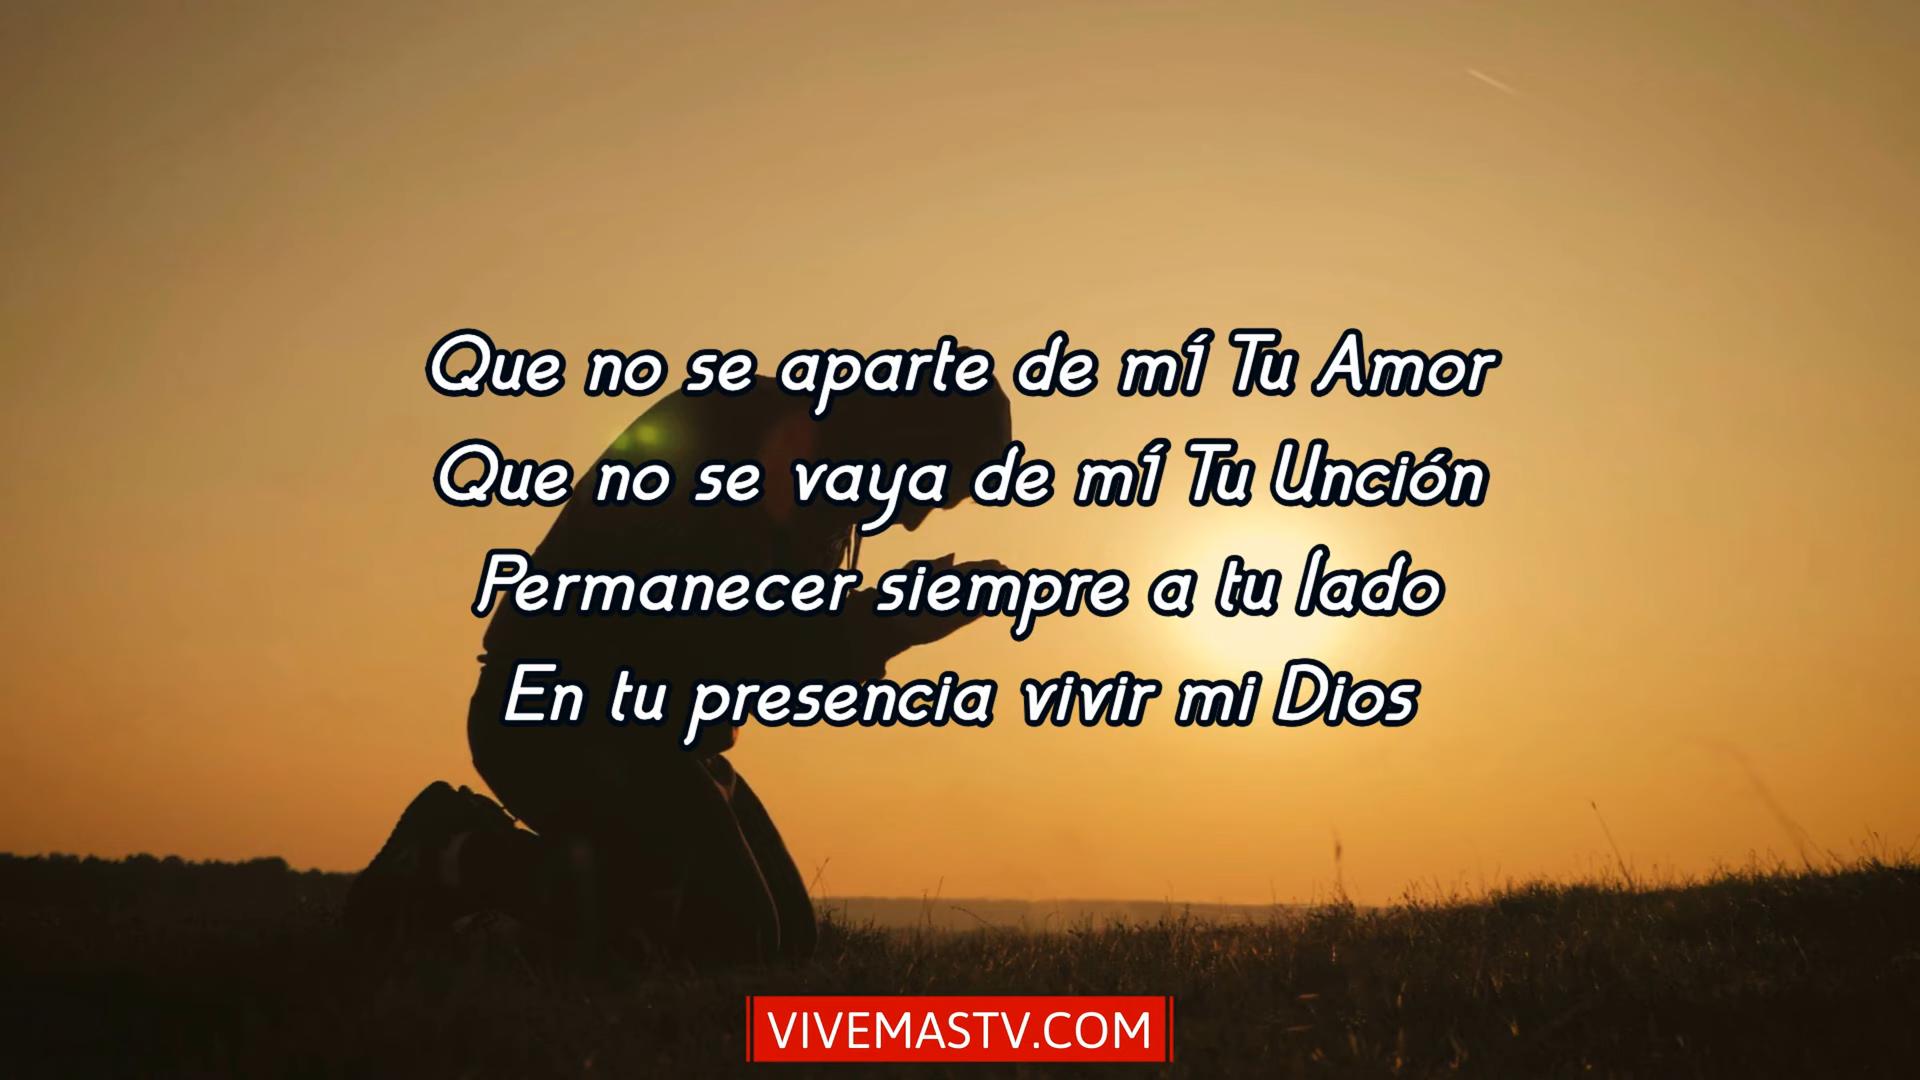 Que no se aparte de mí Tu Amor
Que no se vaya de mí Tu Unción
Permanecer siempre a tu lado
En tu presencia vivir mi Dios
VIVEMASTV.COM